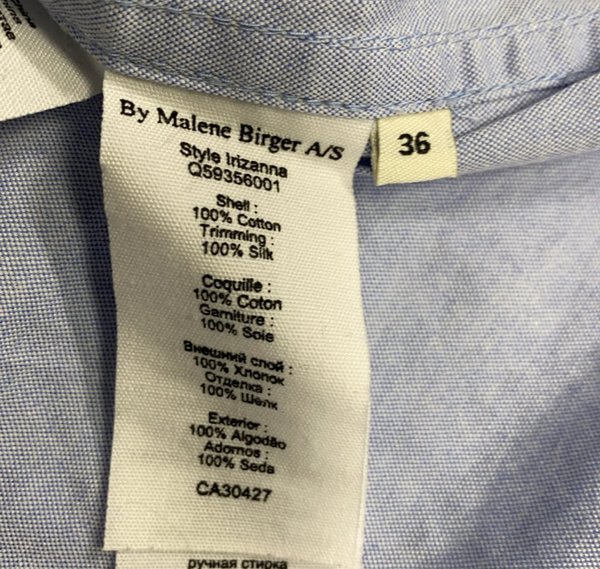 By Malene Birger A/S
36
Style Irizanna
Q59356001
Shell :
100% Cotton
Trimming :
100% Silk
Coquille :
100% Coton
Garniture :
100% Soie
Внешний слой :
100% Хлопок
Отделка :
100% Шелк
Exterior :
100% Algodão
Adornos :
100% Seda
CA30427
ручная стирка